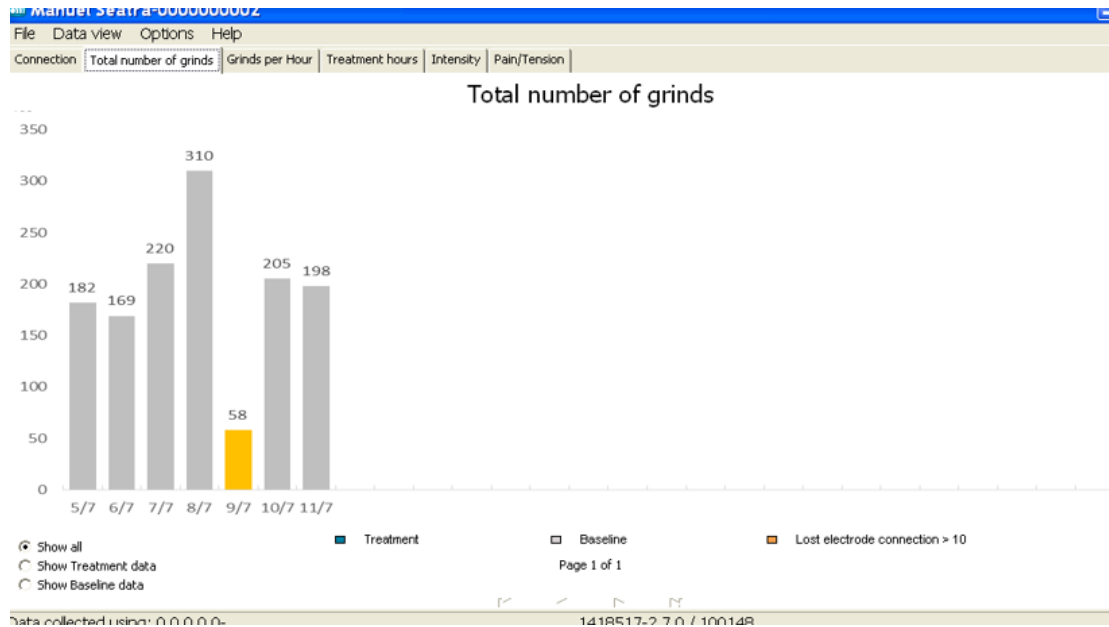 Manuel Seafra-0000000002
File Data view Options Help
Connection Total number of grinds Grinds per Hour Treatment hours Intensity Pain/Tension
Total number of grinds
350
300
250
200
150
100
50
0
182
169
220
310
58
205
198
5/7 6/7 7/7 8/7 9/7 10/7 11/7
Show all
Show Treatment data
Show Baseline data
Treatment Baseline Lost electrode connection > 10
Page 1 of 1
Data collected using: 0.0.0.0.0- 1418517-2.7.0 / 100148